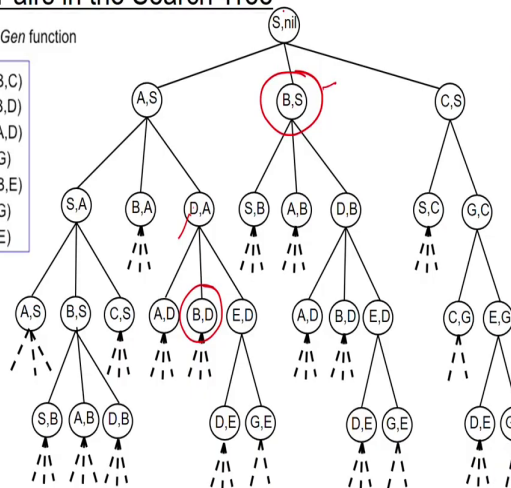 Pairs in the Search Tree
Gen function
B,C)
B,D)
A,D)
G)
B,E)
G)
E)
S,nil
A,S B,S C,S
S,A B,A D,A S,B A,B D,B S,C G,C
A,S B,S C,S A,D B,D E,D A,D B,D E,D C,G E,G
S,B A,B D,B D,E G,E D,E G,E D,E G